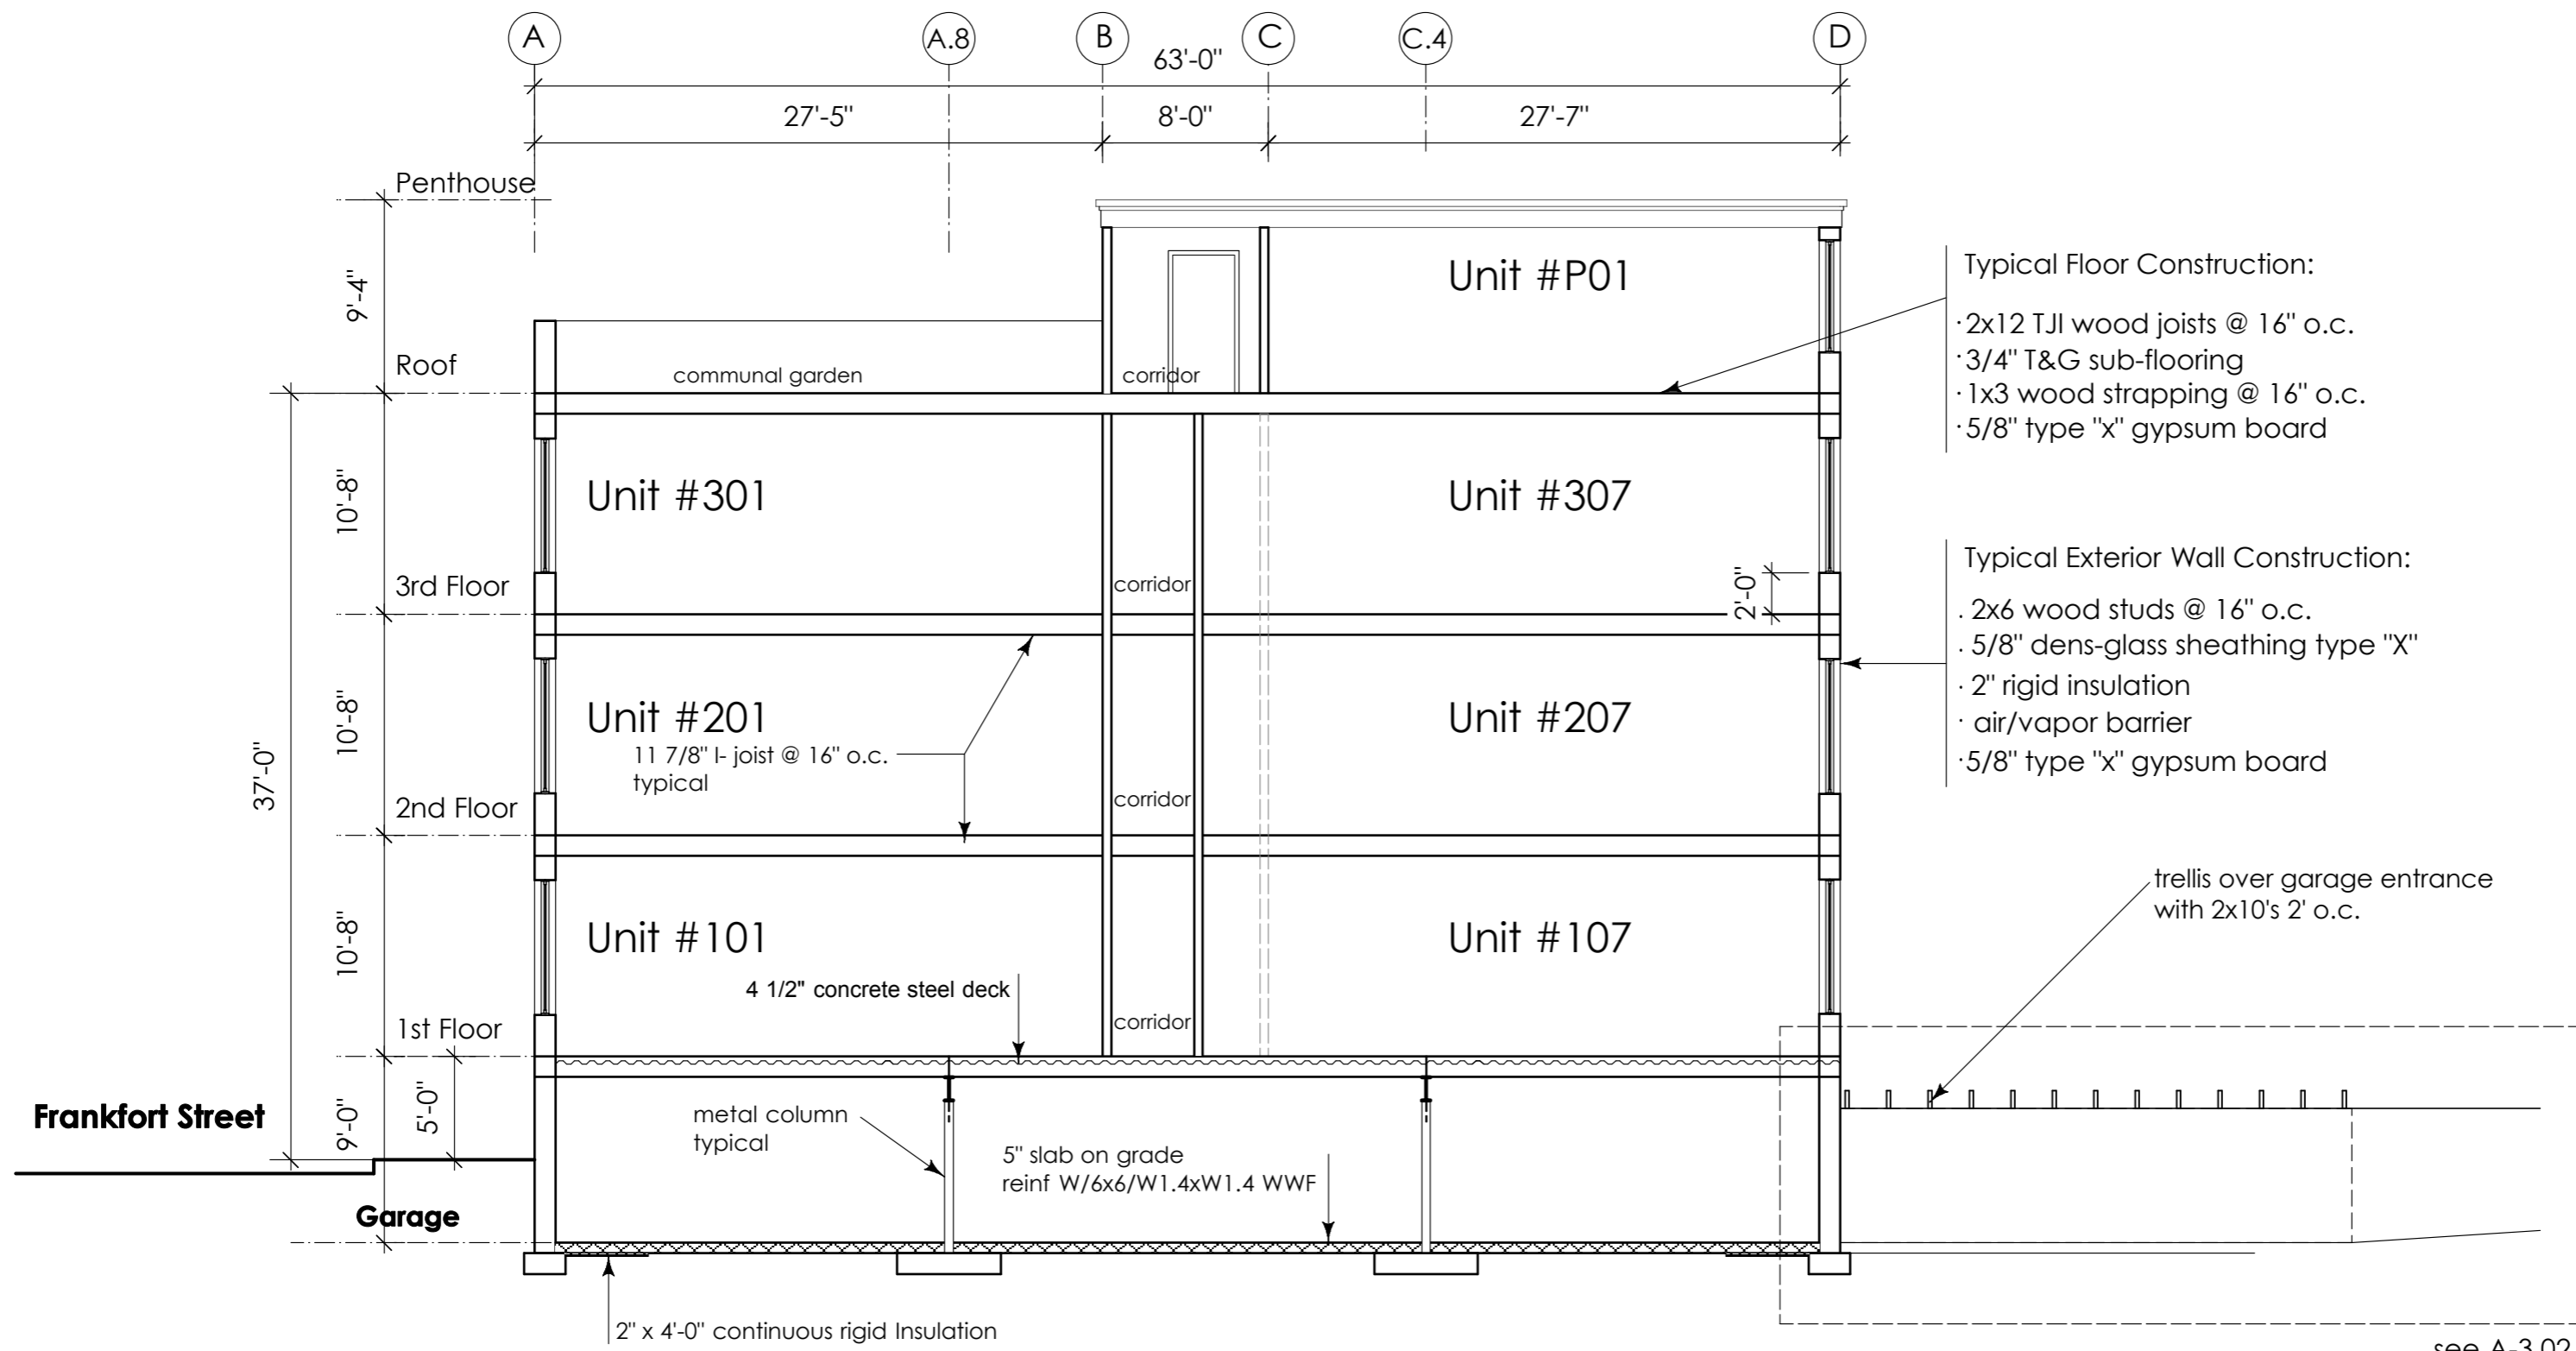 A
A.8
B
C
C.4
D
63'-0"
27'-5"
8'-0"
27'-7"
Penthouse
9'-4"
Roof
communal garden
corridor
Unit #P01
Typical Floor Construction:
·2x12 TJI wood joists @ 16" o.c.
·3/4" T&G sub-flooring
·1x3 wood strapping @ 16" o.c.
·5/8" type "x" gypsum board
10'-8"
Unit #301
Unit #307
3rd Floor
corridor
2'-0"
Typical Exterior Wall Construction:
. 2x6 wood studs @ 16" o.c.
. 5/8" dens-glass sheathing type "X"
· 2" rigid insulation
· air/vapor barrier
·5/8" type "x" gypsum board
37'-0"
10'-8"
Unit #201
11 7/8" I- joist @ 16" o.c.
typical
Unit #207
2nd Floor
corridor
10'-8"
Unit #101
Unit #107
trellis over garage entrance
with 2x10's 2' o.c.
4 1/2" concrete steel deck
1st Floor
corridor
Frankfort Street
9'-0"
5'-0"
metal column
typical
5" slab on grade
reinf W/6x6/W1.4xW1.4 WWF
Garage
2" x 4'-0" continuous rigid Insulation
see A-3.02